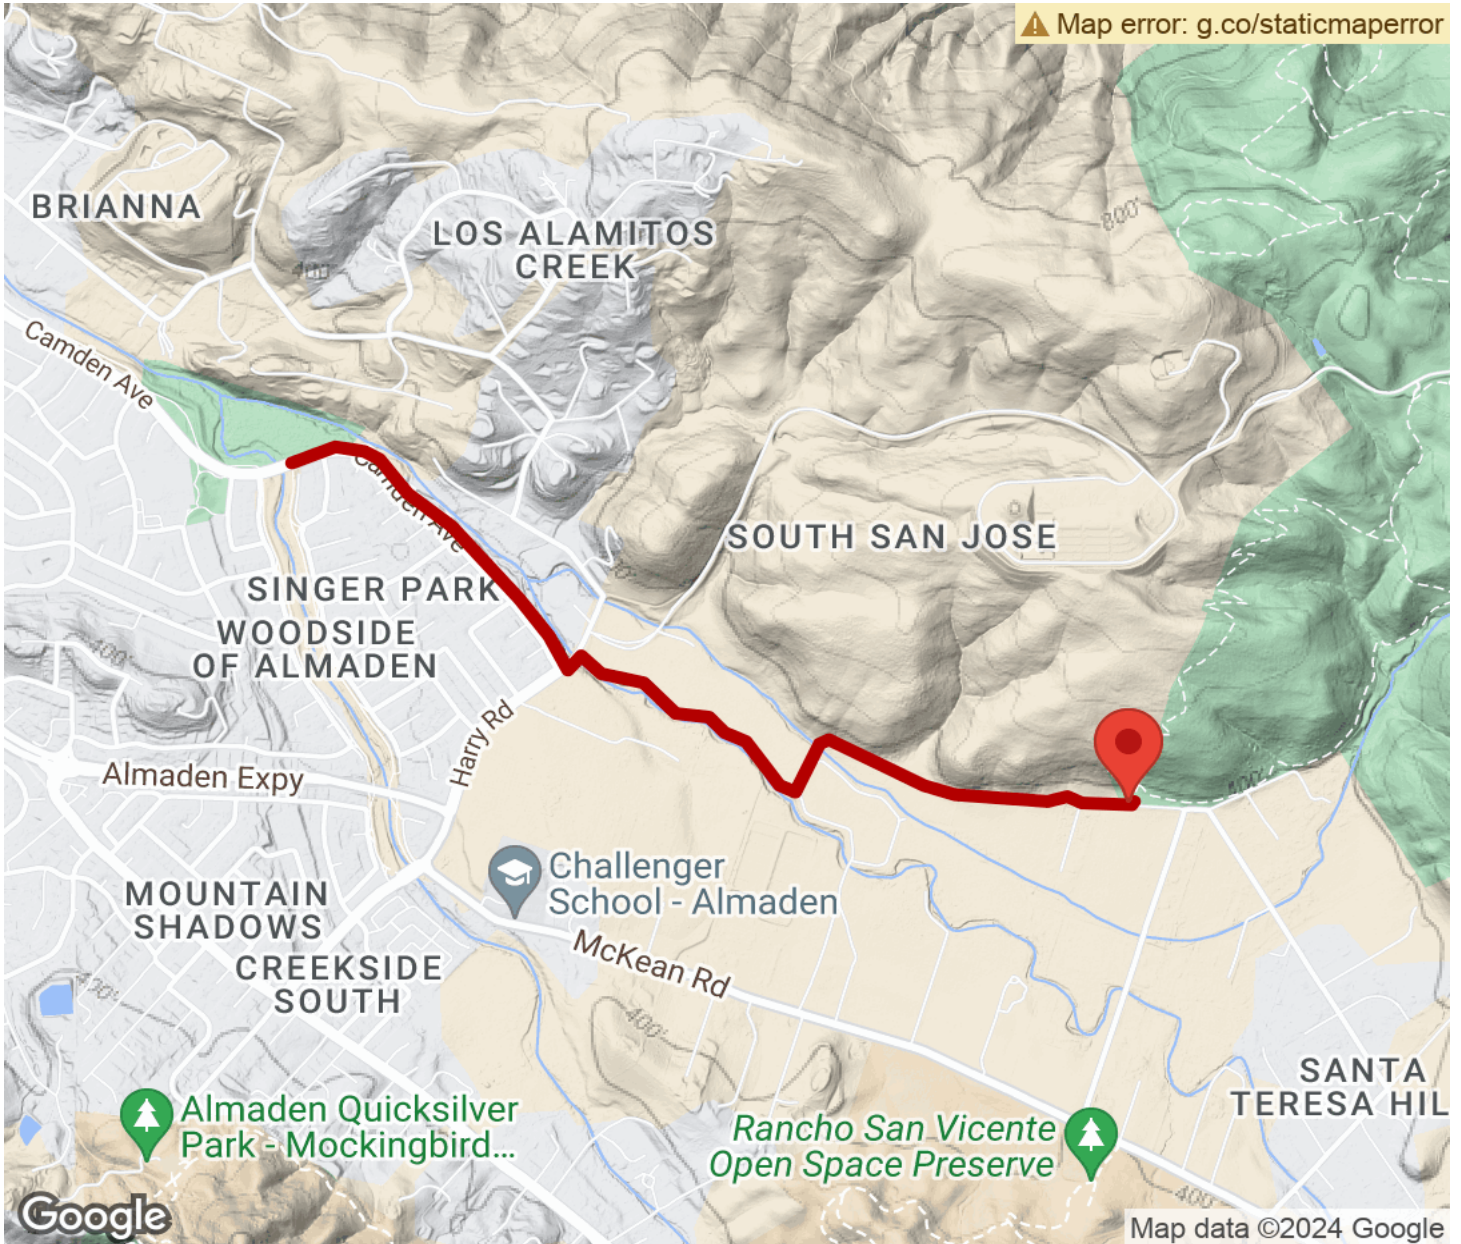 Map error: g.co/staticmaperror
800'
BRIANNA
LOS ALAMITOS
CREEK
400'
Camden Ave
Camden Ave
SOUTH SAN JOSE
SINGER PARK
WOODSIDE
OF ALMADEN
400'
Harry Rd
Almaden Expy
400'
Challenger
School - Almaden
MOUNTAIN
SHADOWS
McKean Rd
CREEKSIDE
SOUTH
400'
SANTA
TERESA HIL
Almaden Quicksilver
Park - Mockingbird...
Rancho San Vicente
Open Space Preserve
400'
Google
Map data ©2024 Google